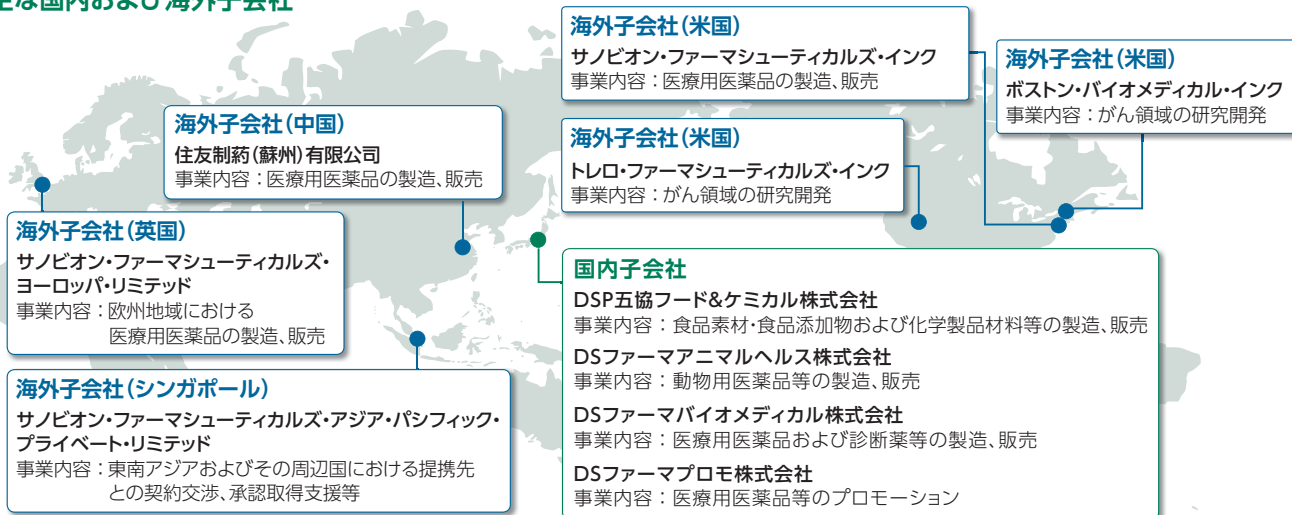 主な国内および海外子会社
海外子会社(米国)
サノビオン・ファーマシューティカルズ・インク
事業内容：医療用医薬品の製造、販売
海外子会社(米国)
ボストン・バイオメディカル・インク
事業内容：がん領域の研究開発
海外子会社(中国)
住友制葯(蘇州)有限公司
事業内容：医療用医薬品の製造、販売
海外子会社(米国)
トレロ・ファーマシューティカルズ・インク
事業内容：がん領域の研究開発
海外子会社(英国)
サノビオン・ファーマシューティカルズ・
ヨーロッパ・リミテッド
事業内容：欧州地域における
医療用医薬品の製造、販売
海外子会社(シンガポール)
サノビオン・ファーマシューティカルズ・アジア・パシフィック・
プライベート・リミテッド
事業内容：東南アジアおよびその周辺国における提携先
との契約交渉、承認取得支援等
国内子会社
DSP五協フード&ケミカル株式会社
事業内容：食品素材・食品添加物および化学製品材料等の製造、販売
DSファーマアニマルヘルス株式会社
事業内容：動物用医薬品等の製造、販売
DSファーマバイオメディカル株式会社
事業内容：医療用医薬品および診断薬等の製造、販売
DSファーマプロモ株式会社
事業内容：医療用医薬品等のプロモーション